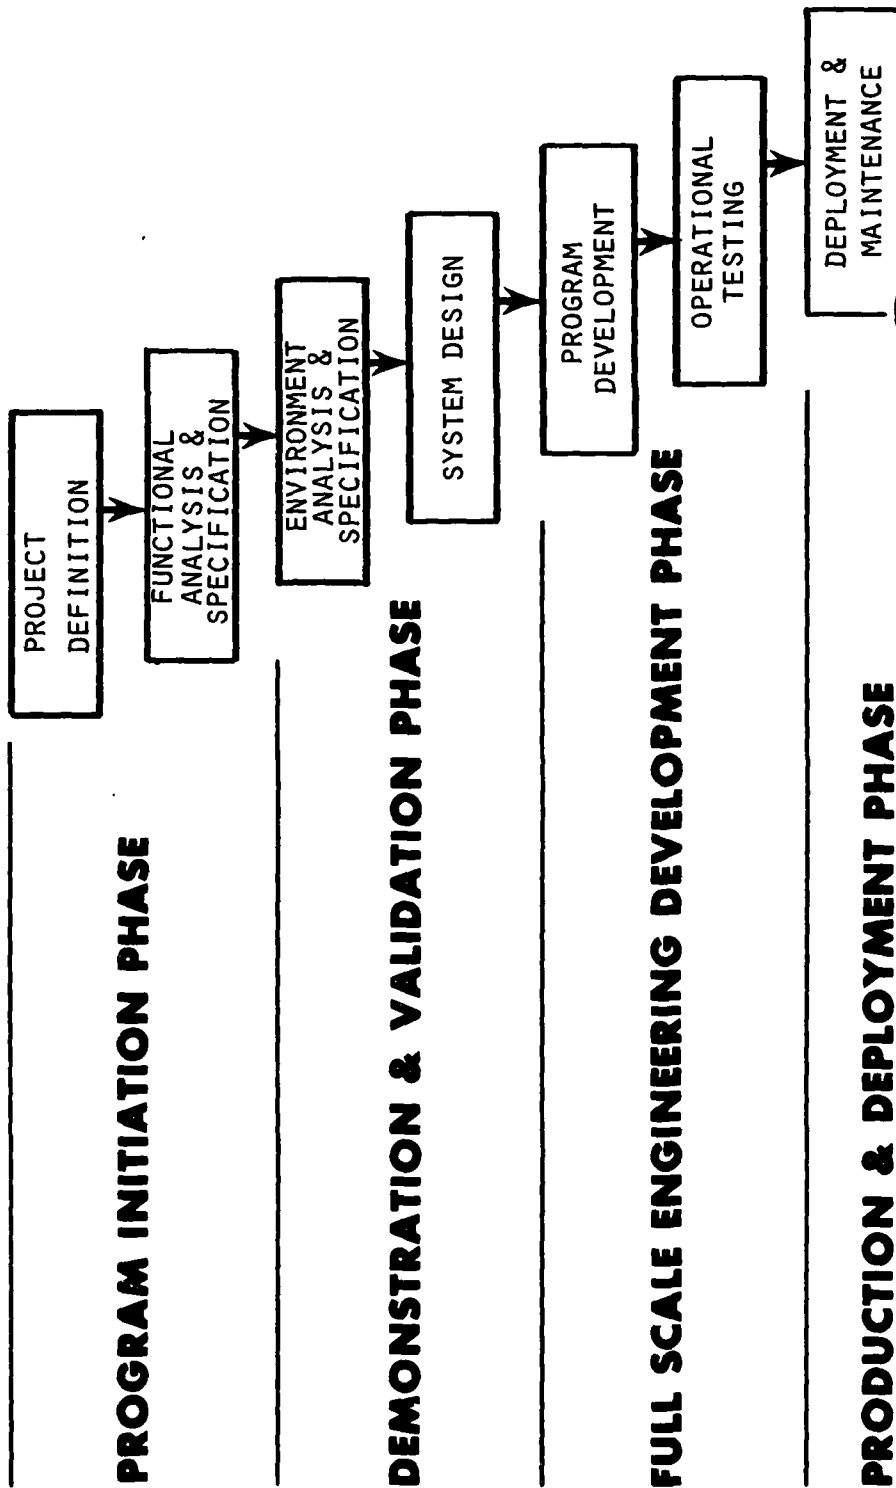 PROGRAM INITIATION PHASE
PROJECT
DEFINITION
FUNCTIONAL
ANALYSIS &
SPECIFICATION
DEMONSTRATION & VALIDATION PHASE
ENVIRONMENT
ANALYSIS &
SPECIFICATION
SYSTEM DESIGN
FULL SCALE ENGINEERING DEVELOPMENT PHASE
PROGRAM
DEVELOPMENT
OPERATIONAL
TESTING
PRODUCTION & DEPLOYMENT PHASE
DEPLOYMENT &
MAINTENANCE